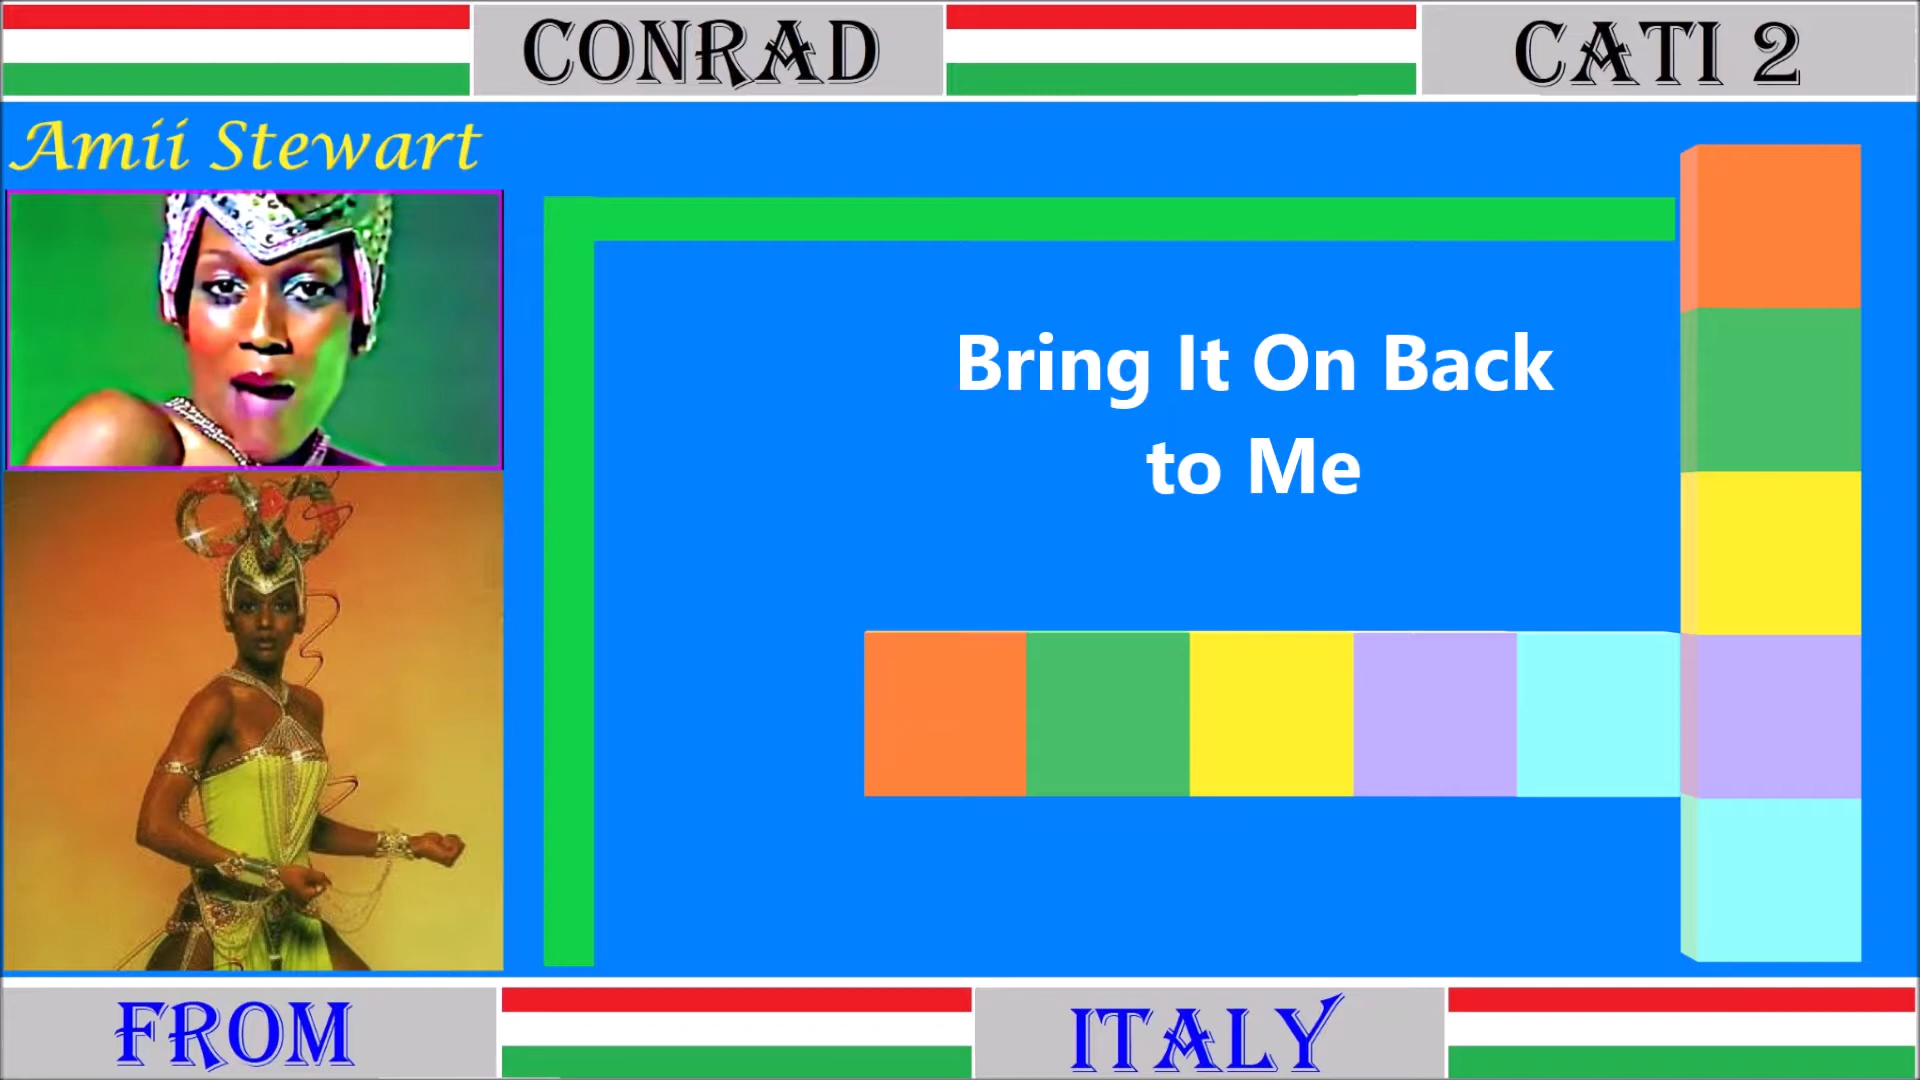 CONRAD
CATI 2
Amii Stewart
Bring It On Back
to Me
FROM
ITALY